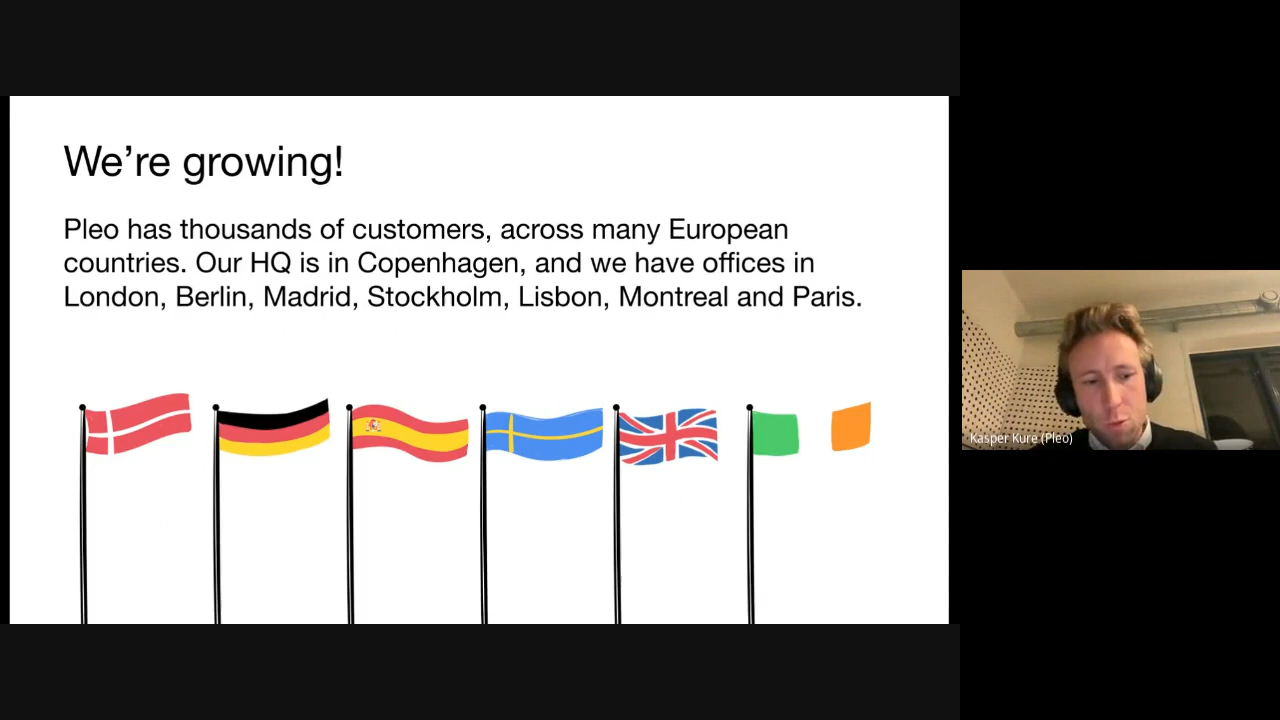 We’re growing!
Pleo has thousands of customers, across many European
countries. Our HQ is in Copenhagen, and we have offices in
London, Berlin, Madrid, Stockholm, Lisbon, Montreal and Paris.
Kasper Kure (Pleo)